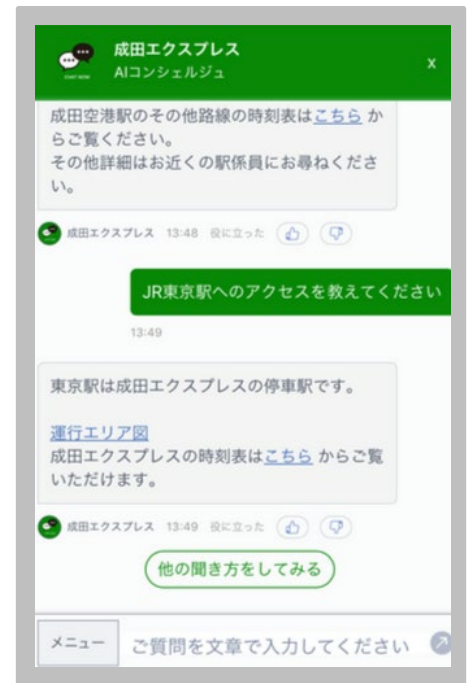 成田エクスプレス
AIコンシェルジュ
x
CHAT NOW
成田空港駅のその他路線の時刻表はこちら か
らご覧ください。
その他詳細はお近くの駅係員にお尋ねくださ
い。
成田エクスプレス 13:48 役に立った
JR東京駅へのアクセスを教えてください
13:49
東京駅は成田エクスプレスの停車駅です。
運行エリア図
成田エクスプレスの時刻表はこちら からご覧
いただけます。
成田エクスプレス 13:49 役に立った
他の聞き方をしてみる
メニュー ご質問を文章で入力してください